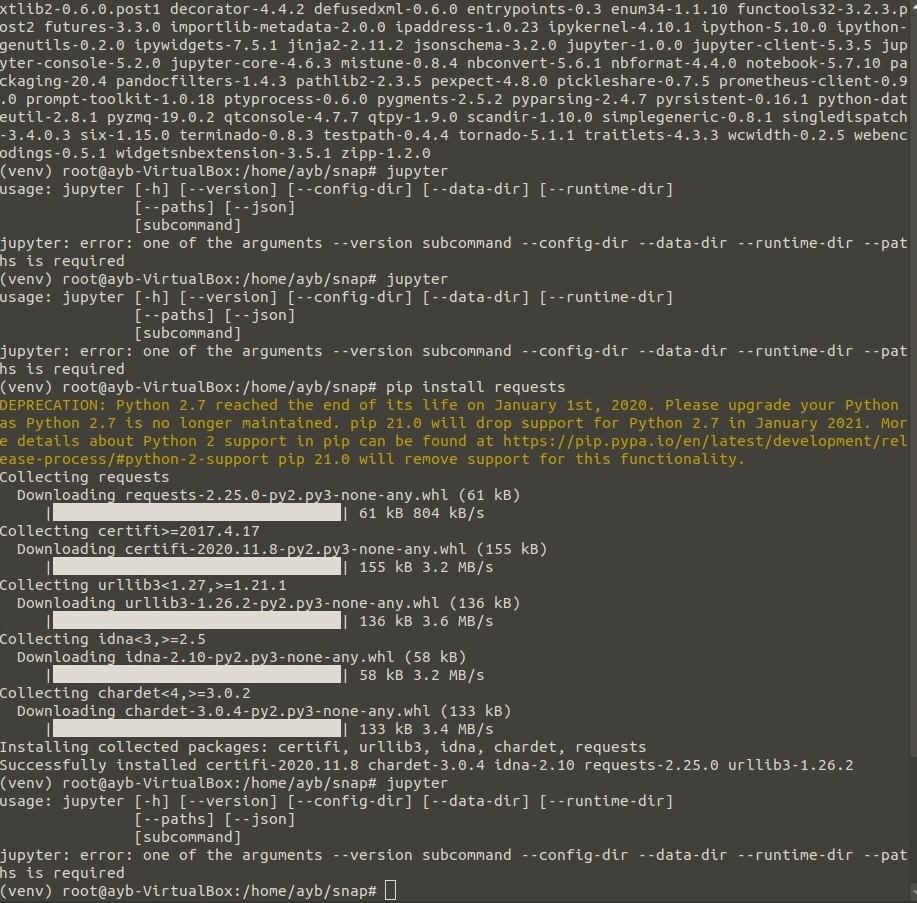 xtlib2-0.6.0.post1 decorator-4.4.2 defusedxml-0.6.0 entrypoints-0.3 enum34-1.1.10 functools32-3.2.3.p
ost2 futures-3.3.0 importlib-metadata-2.0.0 ipaddress-1.0.23 ipykernel-4.10.1 ipython-5.10.0 ipython-
genutils-0.2.0 ipywidgets-7.5.1 jinja2-2.11.2 jsonschema-3.2.0 jupyter-1.0.0 jupyter-client-5.3.5 jup
yter-console-5.2.0 jupyter-core-4.6.3 mistune-0.8.4 nbconvert-5.6.1 nbformat-4.4.0 notebook-5.7.10 pa
ckaging-20.4 pandocfilters-1.4.3 pathlib2-2.3.5 pexpect-4.8.0 pickleshare-0.7.5 prometheus-client-0.9
.0 prompt-toolkit-1.0.18 ptyprocess-0.6.0 pygments-2.5.2 pyparsing-2.4.7 pyrsistent-0.16.1 python-dat
eutil-2.8.1 pyzmq-19.0.2 qtconsole-4.7.7 qtpy-1.9.0 scandir-1.10.0 simplegeneric-0.8.1 singledispatch
-3.4.0.3 six-1.15.0 terminado-0.8.3 testpath-0.4.4 tornado-5.1.1 traitlets-4.3.3 wcwidth-0.2.5 webenc
odings-0.5.1 widgetsnbextension-3.5.1 zipp-1.2.0
(venv) root@ayb-VirtualBox:/home/ayb/snap# jupyter
usage: jupyter [-h] [--version] [--config-dir] [--data-dir] [--runtime-dir]
               [--paths] [--json]
               [subcommand]
jupyter: error: one of the arguments --version subcommand --config-dir --data-dir --runtime-dir --pat
hs is required
(venv) root@ayb-VirtualBox:/home/ayb/snap# jupyter
usage: jupyter [-h] [--version] [--config-dir] [--data-dir] [--runtime-dir]
               [--paths] [--json]
               [subcommand]
jupyter: error: one of the arguments --version subcommand --config-dir --data-dir --runtime-dir --pat
hs is required
(venv) root@ayb-VirtualBox:/home/ayb/snap# pip install requests
DEPRECATION: Python 2.7 reached the end of its life on January 1st, 2020. Please upgrade your Python
as Python 2.7 is no longer maintained. pip 21.0 will drop support for Python 2.7 in January 2021. Mor
e details about Python 2 support in pip can be found at https://pip.pypa.io/en/latest/development/rel
ease-process/#python-2-support pip 21.0 will remove support for this functionality.
Collecting requests
  Downloading requests-2.25.0-py2.py3-none-any.whl (61 kB)
     || 61 kB 804 kB/s
Collecting certifi>=2017.4.17
  Downloading certifi-2020.11.8-py2.py3-none-any.whl (155 kB)
     || 155 kB 3.2 MB/s
Collecting urllib3<1.27,>=1.21.1
  Downloading urllib3-1.26.2-py2.py3-none-any.whl (136 kB)
     || 136 kB 3.6 MB/s
Collecting idna<3,>=2.5
  Downloading idna-2.10-py2.py3-none-any.whl (58 kB)
     || 58 kB 3.2 MB/s
Collecting chardet<4,>=3.0.2
  Downloading chardet-3.0.4-py2.py3-none-any.whl (133 kB)
     || 133 kB 3.4 MB/s
Installing collected packages: certifi, urllib3, idna, chardet, requests
Successfully installed certifi-2020.11.8 chardet-3.0.4 idna-2.10 requests-2.25.0 urllib3-1.26.2
(venv) root@ayb-VirtualBox:/home/ayb/snap# jupyter
usage: jupyter [-h] [--version] [--config-dir] [--data-dir] [--runtime-dir]
               [--paths] [--json]
               [subcommand]
jupyter: error: one of the arguments --version subcommand --config-dir --data-dir --runtime-dir --pat
hs is required
(venv) root@ayb-VirtualBox:/home/ayb/snap#